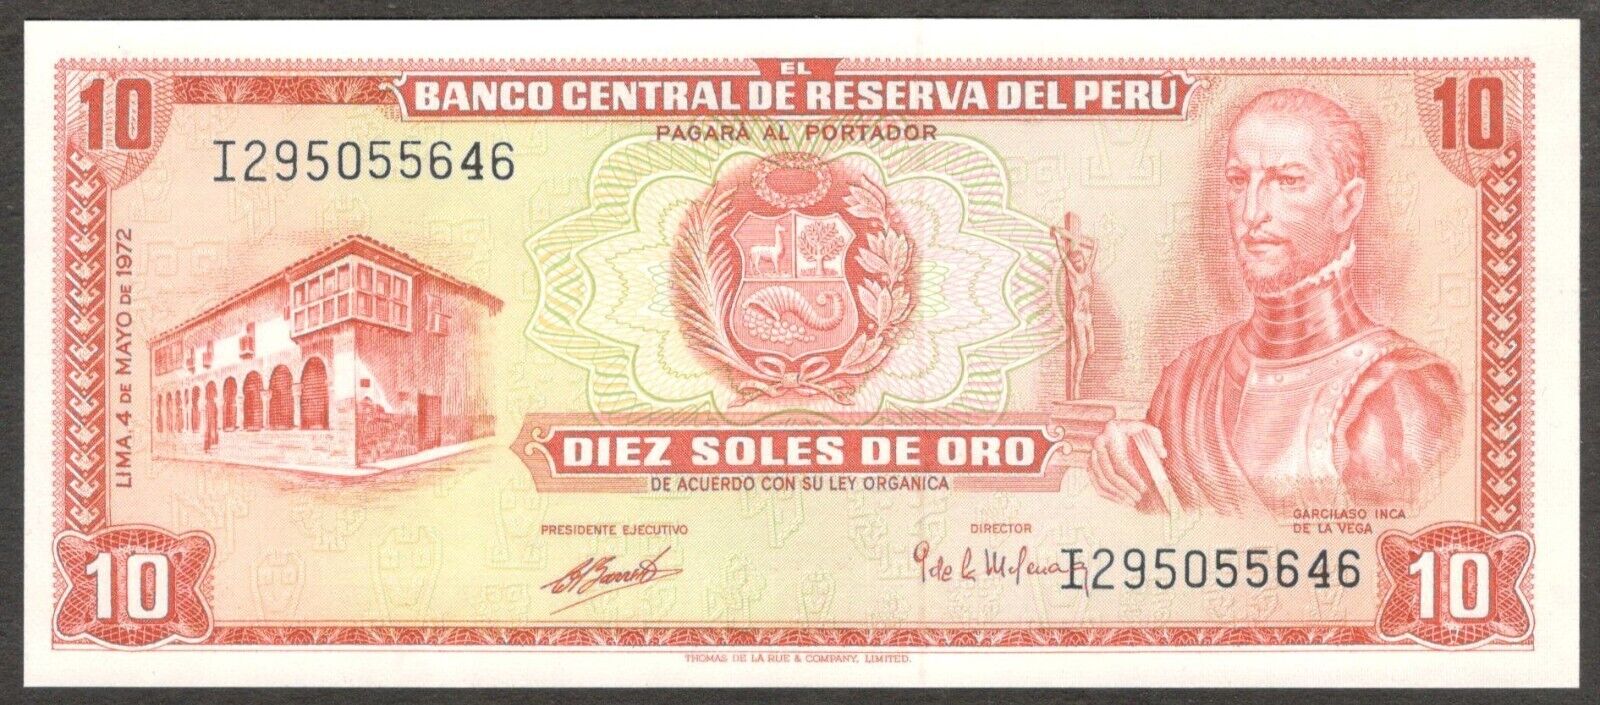 10
EL
BANCO CENTRAL DE RESERVA DEL PERÚ
10
PAGARÁ AL PORTADOR
I295055646
LIMA, 4 DE MAYO DE 1972
DIEZ SOLES DE ORO
DE ACUERDO CON SU LEY ORGANICA
GARCILASO INCA
DE LA VEGA
PRESIDENTE EJECUTIVO
DIRECTOR
I295055646
10
10
THOMAS DE LA RUE & COMPANY, LIMITED.